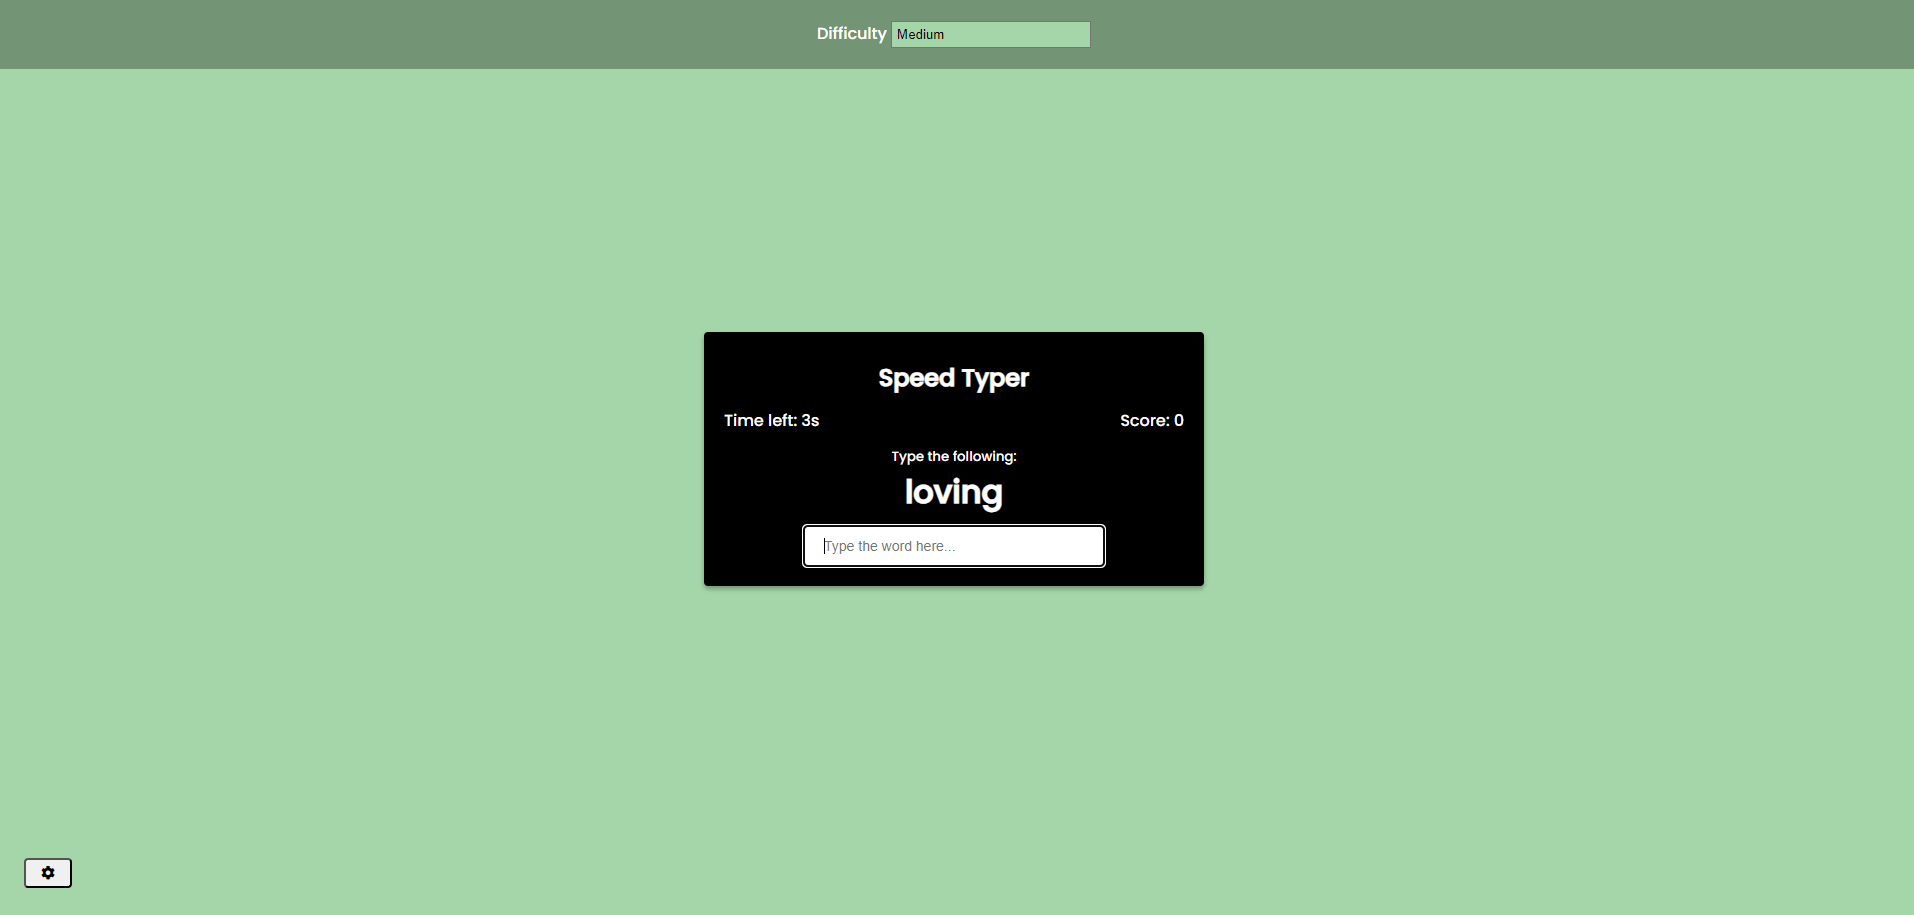 Difficulty Medium
Speed Typer
Time left: 3s Score: 0
Type the following:
loving
Type the word here...